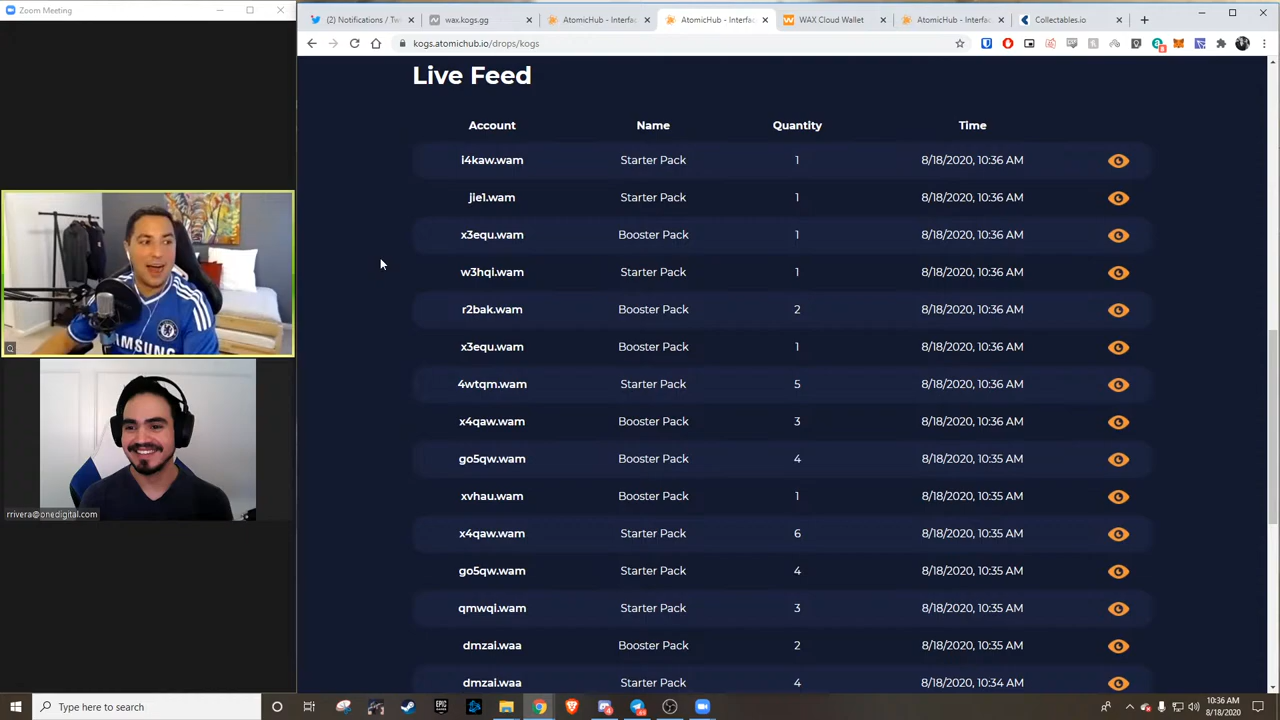 Zoom Meeting
(2) Notifications / Tw
wax.kogs.gg
AtomicHub - Interfac
AtomicHub - Interfac
WAX Cloud Wallet
AtomicHub - Interfac
Collectables.io
kogs.atomichub.io/drops/kogs
Live Feed
Account Name Quantity Time
i4kaw.wam Starter Pack 1 8/18/2020, 10:36 AM
jie1.wam Starter Pack 1 8/18/2020, 10:36 AM
x3equ.wam Booster Pack 1 8/18/2020, 10:36 AM
w3hqi.wam Starter Pack 1 8/18/2020, 10:36 AM
r2bak.wam Booster Pack 2 8/18/2020, 10:36 AM
x3equ.wam Booster Pack 1 8/18/2020, 10:36 AM
4wtqm.wam Starter Pack 5 8/18/2020, 10:36 AM
x4qaw.wam Booster Pack 3 8/18/2020, 10:36 AM
go5qw.wam Booster Pack 4 8/18/2020, 10:35 AM
xvhau.wam Booster Pack 1 8/18/2020, 10:35 AM
x4qaw.wam Starter Pack 6 8/18/2020, 10:35 AM
go5qw.wam Starter Pack 4 8/18/2020, 10:35 AM
qmwqi.wam Starter Pack 3 8/18/2020, 10:35 AM
dmzal.waa Booster Pack 2 8/18/2020, 10:35 AM
dmzal.waa Starter Pack 4 8/18/2020, 10:34 AM
SAMSUNG
rrivera@onedigital.com
Type here to search
EPIC
10:36 AM
8/18/2020